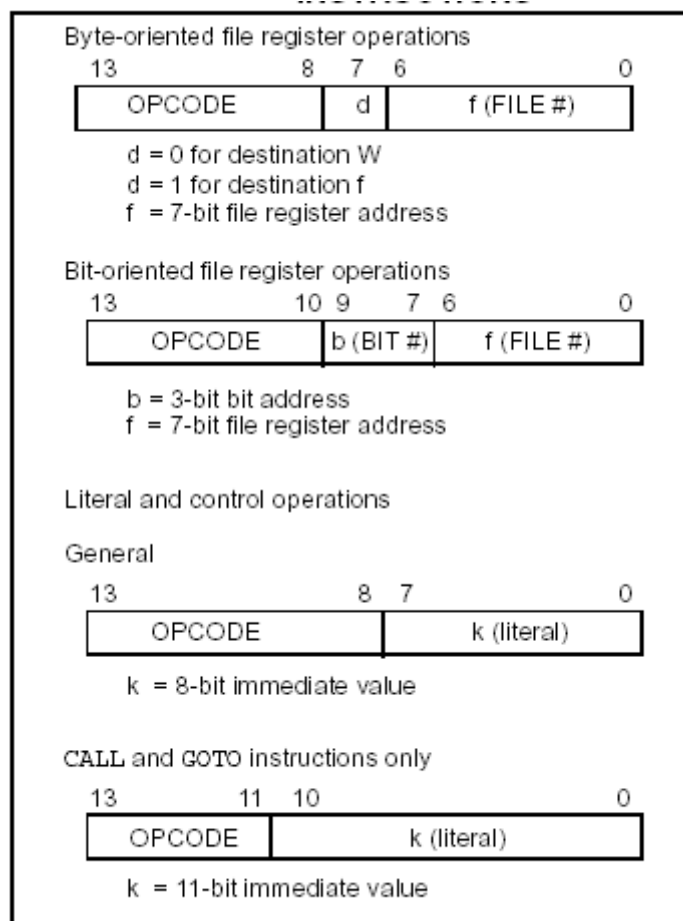 Byte-oriented file register operations
13 8 7 6 0
OPCODE d f (FILE #)
d = 0 for destination W
d = 1 for destination f
f = 7-bit file register address
Bit-oriented file register operations
13 10 9 7 6 0
OPCODE b (BIT #) f (FILE #)
b = 3-bit bit address
f = 7-bit file register address
Literal and control operations
General
13 8 7 0
OPCODE k (literal)
k = 8-bit immediate value
CALL and GOTO instructions only
13 11 10 0
OPCODE k (literal)
k = 11-bit immediate value